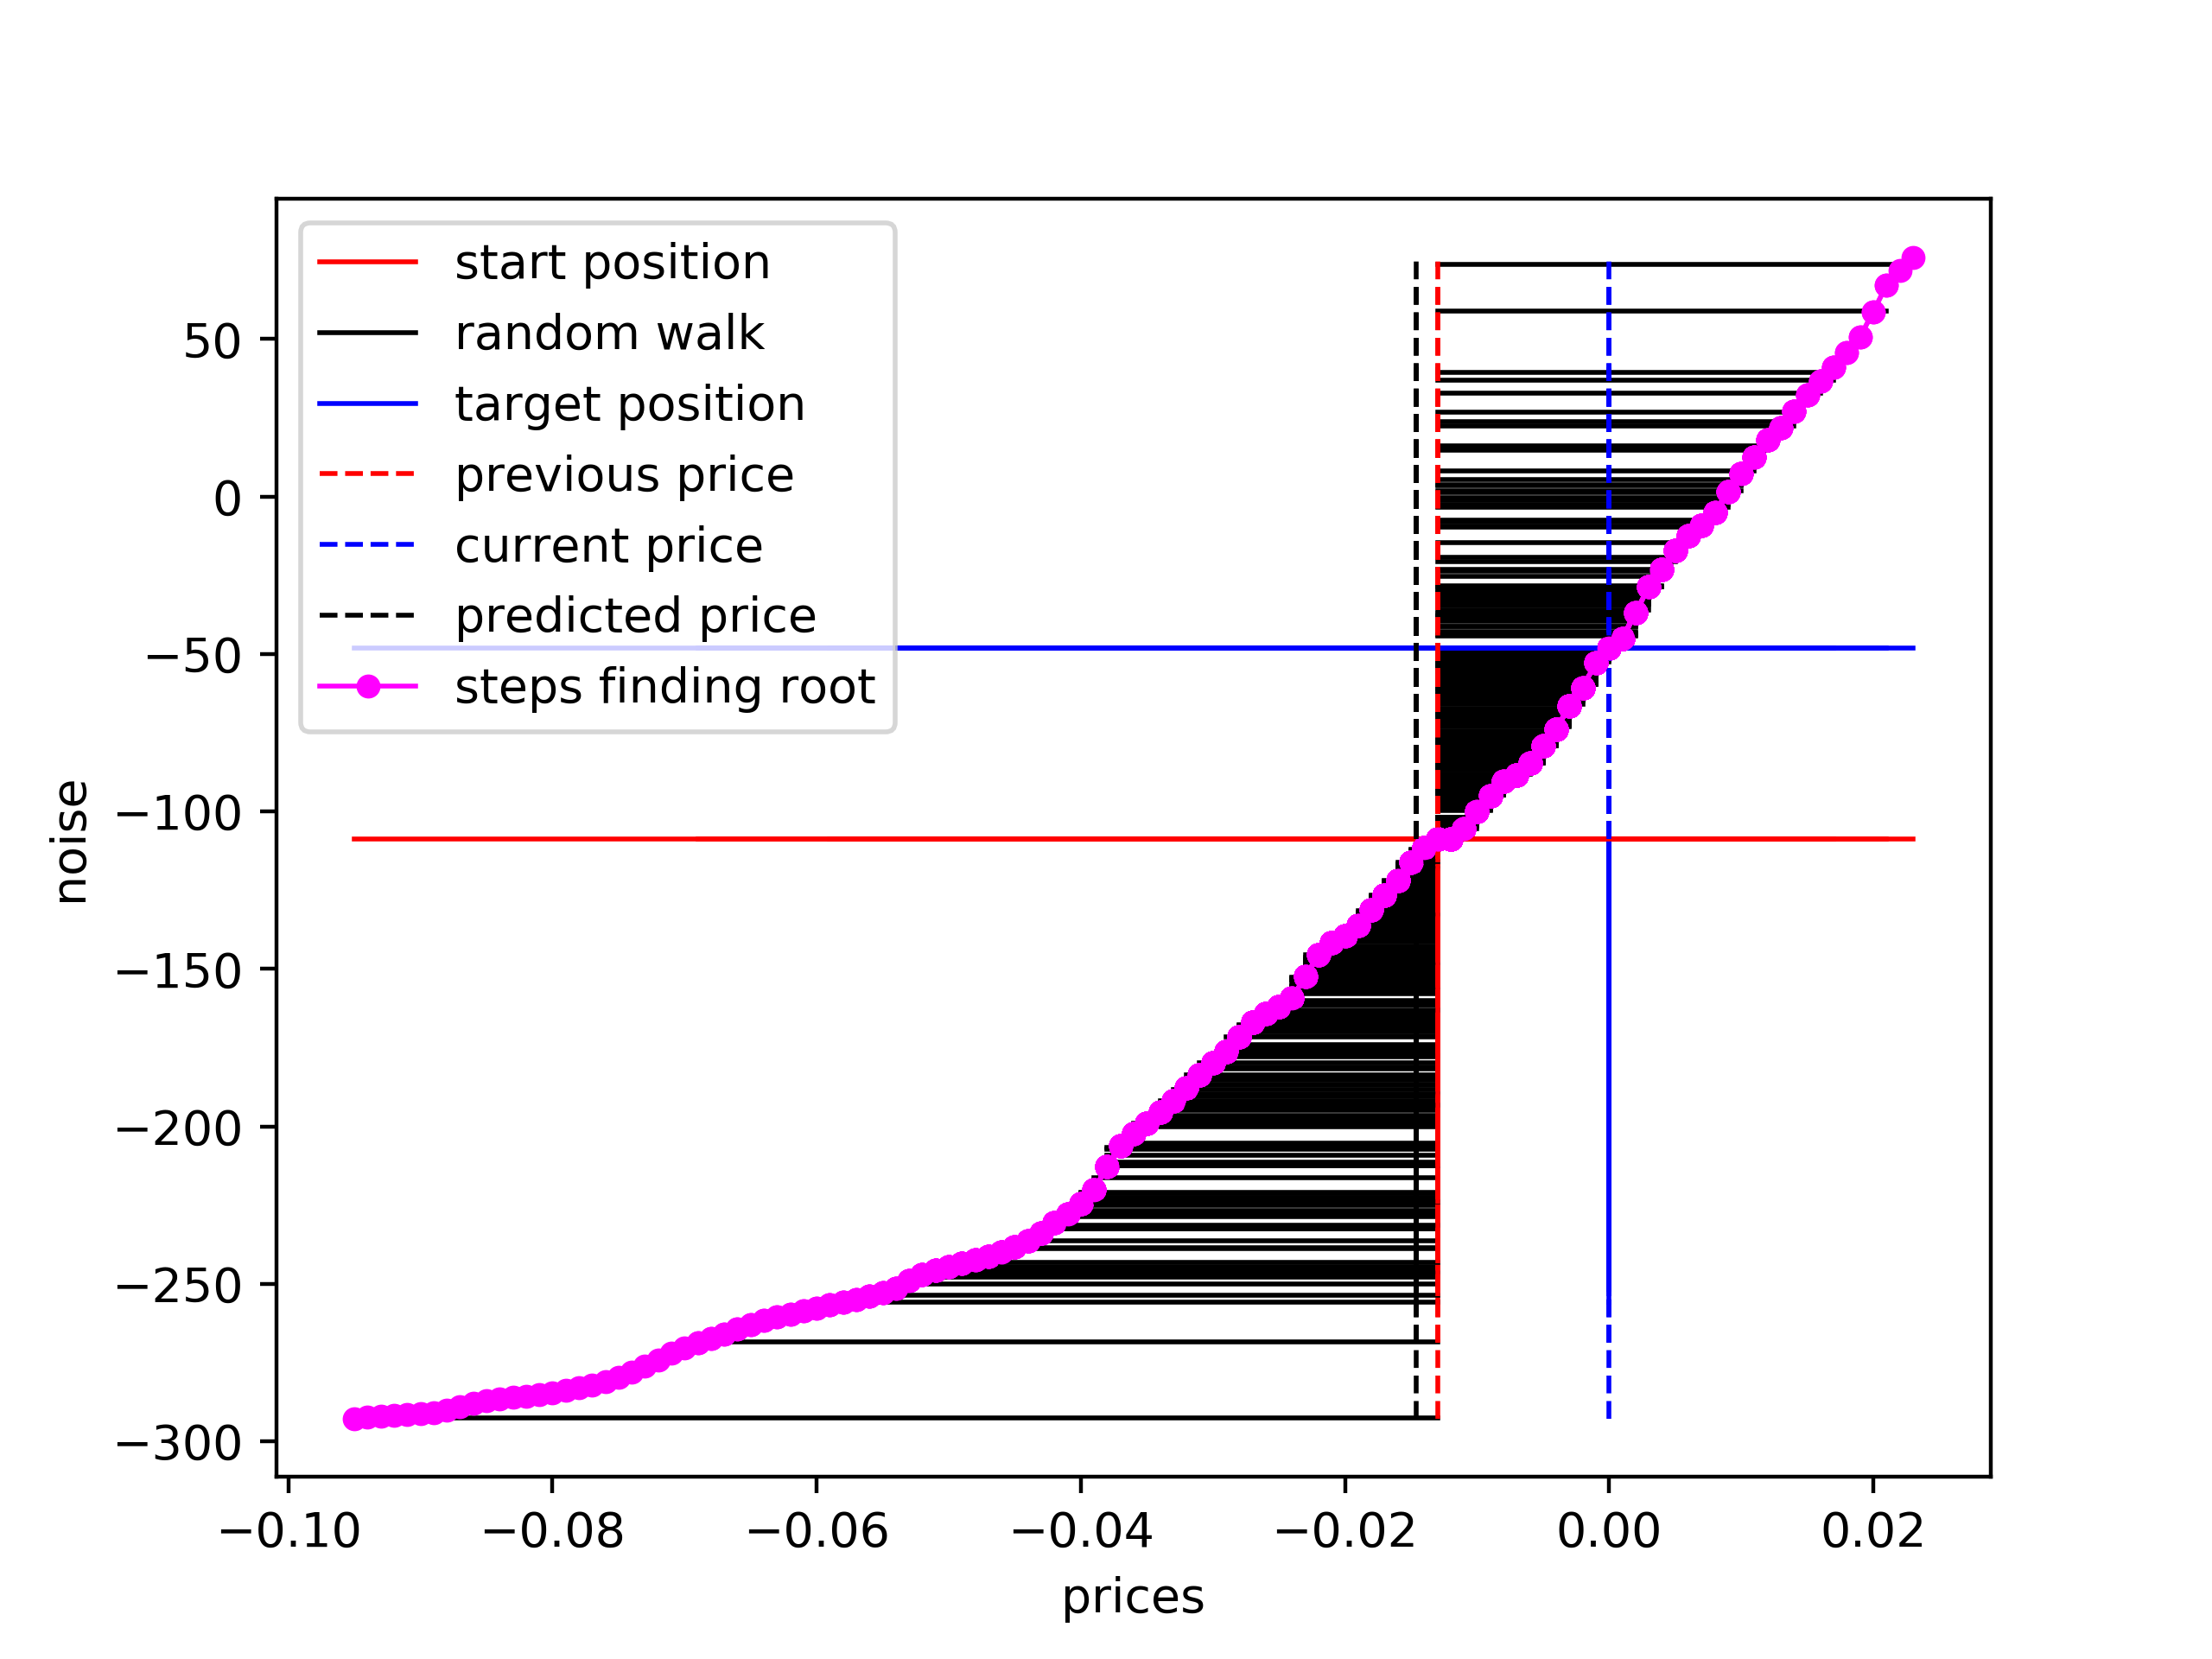 start position
random walk
target position
previous price
current price
predicted price
steps finding root
50
0
−50
−100
−150
−200
−250
−300
noise
−0.10
−0.08
−0.06
−0.04
−0.02
0.00
0.02
prices